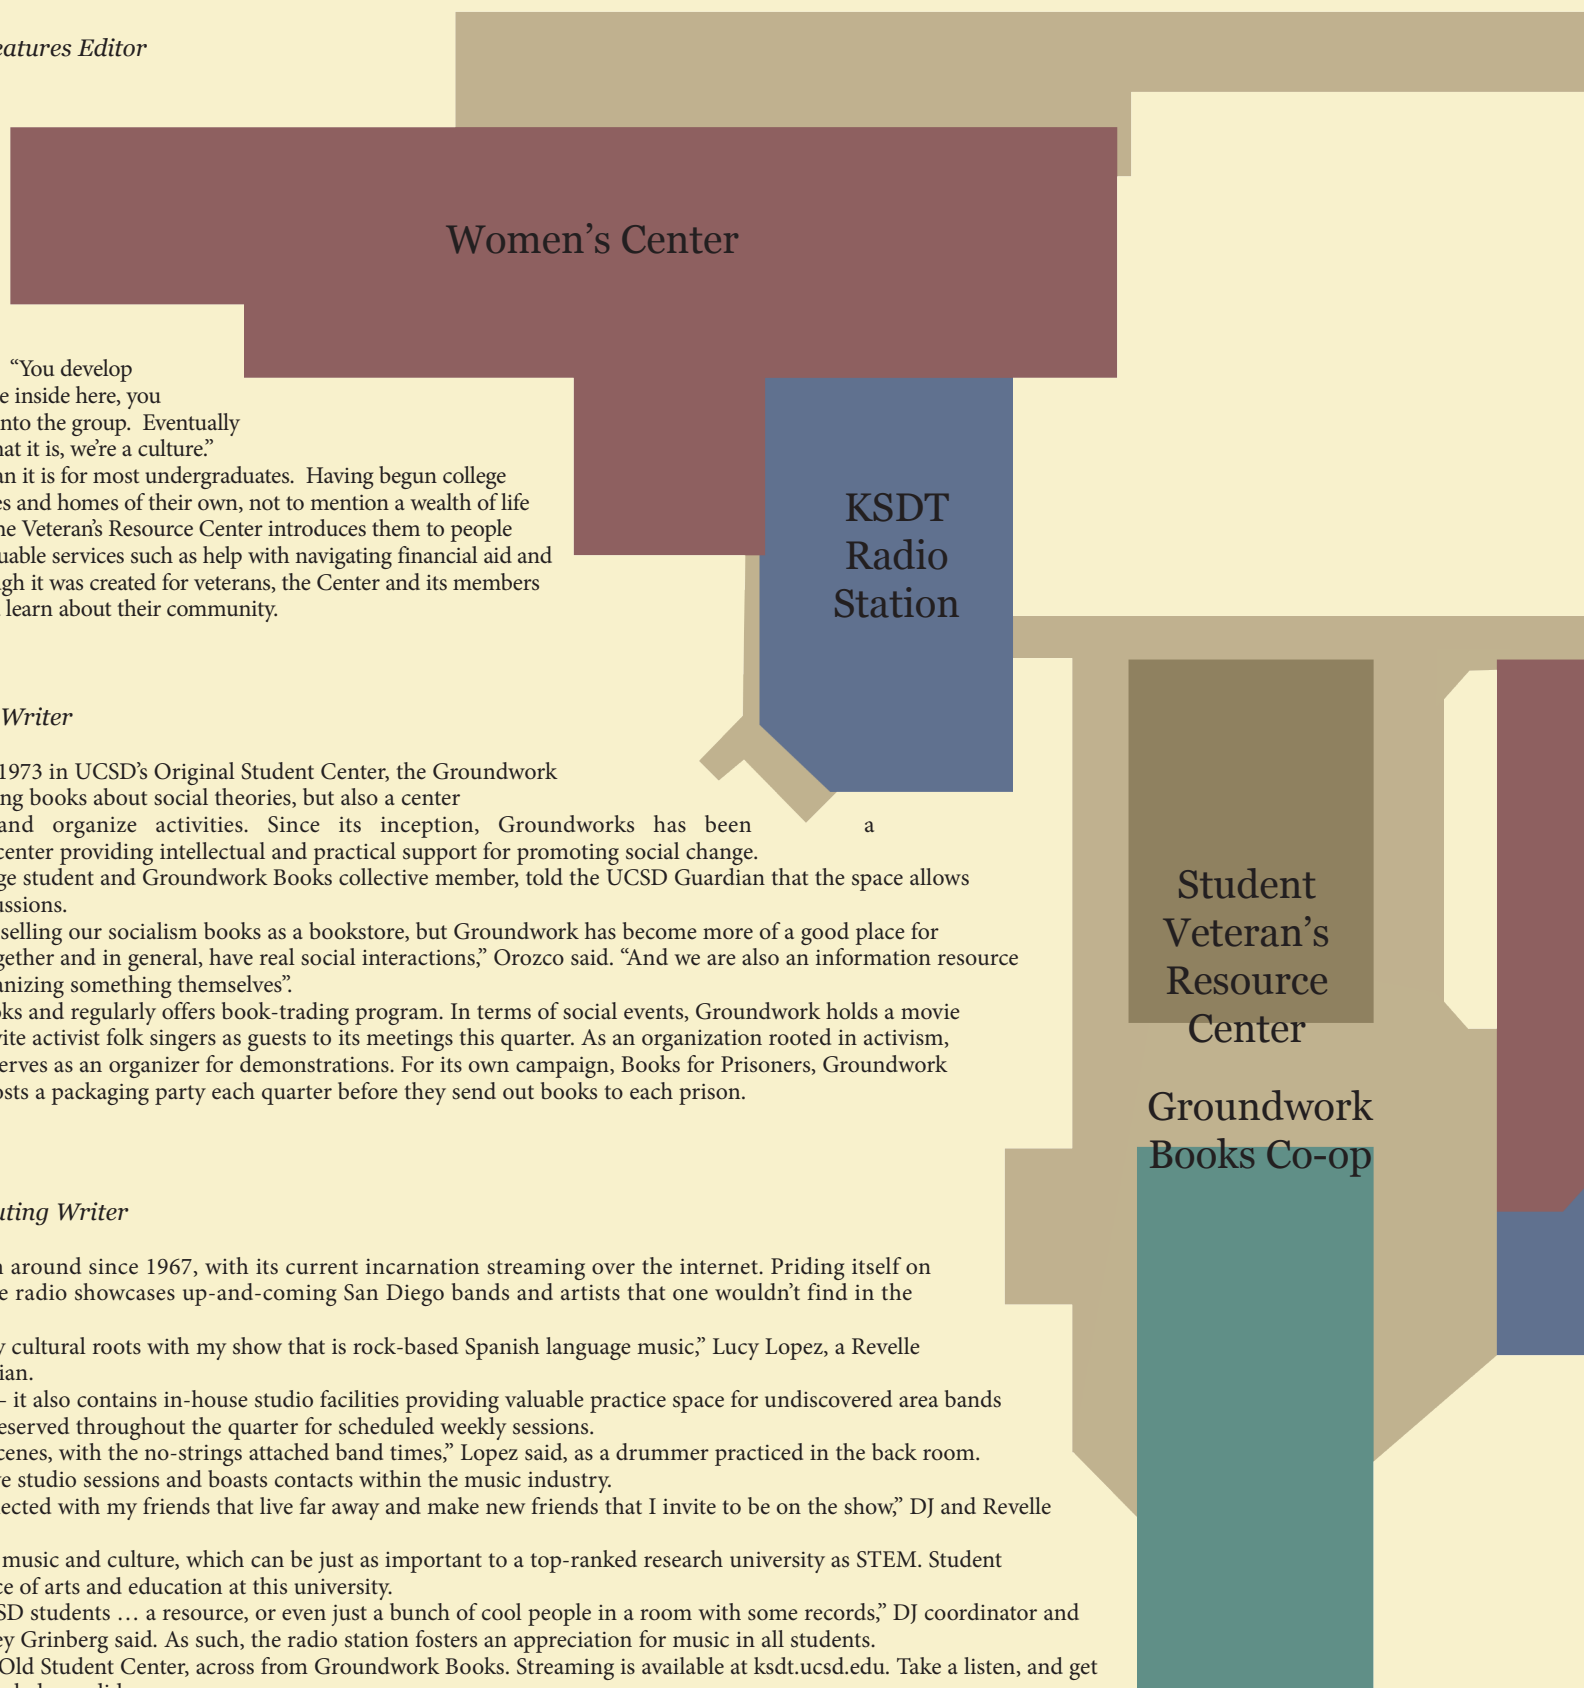 eatures Editor
Women’s Center
“You develop
e inside here, you
nto the group.  Eventually
hat it is, we’re a culture.”
an it is for most undergraduates.  Having begun college
es and homes of their own, not to mention a wealth of life
he Veteran’s Resource Center introduces them to people
uable services such as help with navigating financial aid and
gh it was created for veterans, the Center and its members
learn about their community.
KSDT
Radio
Station
Writer
1973 in UCSD’s Original Student Center, the Groundwork
ng books about social theories, but also a center
and organize activities. Since its inception, Groundworks has been a
center providing intellectual and practical support for promoting social change.
ge student and Groundwork Books collective member, told the UCSD Guardian that the space allows
ussions.
selling our socialism books as a bookstore, but Groundwork has become more of a good place for
gether and in general, have real social interactions,” Orozco said. “And we are also an information resource
anizing something themselves”.
oks and regularly offers book-trading program. In terms of social events, Groundwork holds a movie
vite activist folk singers as guests to its meetings this quarter. As an organization rooted in activism,
erves as an organizer for demonstrations. For its own campaign, Books for Prisoners, Groundwork
osts a packaging party each quarter before they send out books to each prison.
Student
Veteran’s
Resource
Center
Groundwork
Books Co-op
uting Writer
n around since 1967, with its current incarnation streaming over the internet. Priding itself on
e radio showcases up-and-coming San Diego bands and artists that one wouldn’t find in the
y cultural roots with my show that is rock-based Spanish language music,” Lucy Lopez, a Revelle
ian.
– it also contains in-house studio facilities providing valuable practice space for undiscovered area bands
eserved throughout the quarter for scheduled weekly sessions.
cenes, with the no-strings attached band times,” Lopez said, as a drummer practiced in the back room.
ve studio sessions and boasts contacts within the music industry.
ected with my friends that live far away and make new friends that I invite to be on the show,” DJ and Revelle
music and culture, which can be just as important to a top-ranked research university as STEM. Student
ce of arts and education at this university.
SD students … a resource, or even just a bunch of cool people in a room with some records,” DJ coordinator and
ey Grinberg said. As such, the radio station fosters an appreciation for music in all students.
Old Student Center, across from Groundwork Books. Streaming is available at ksdt.ucsd.edu. Take a listen, and get